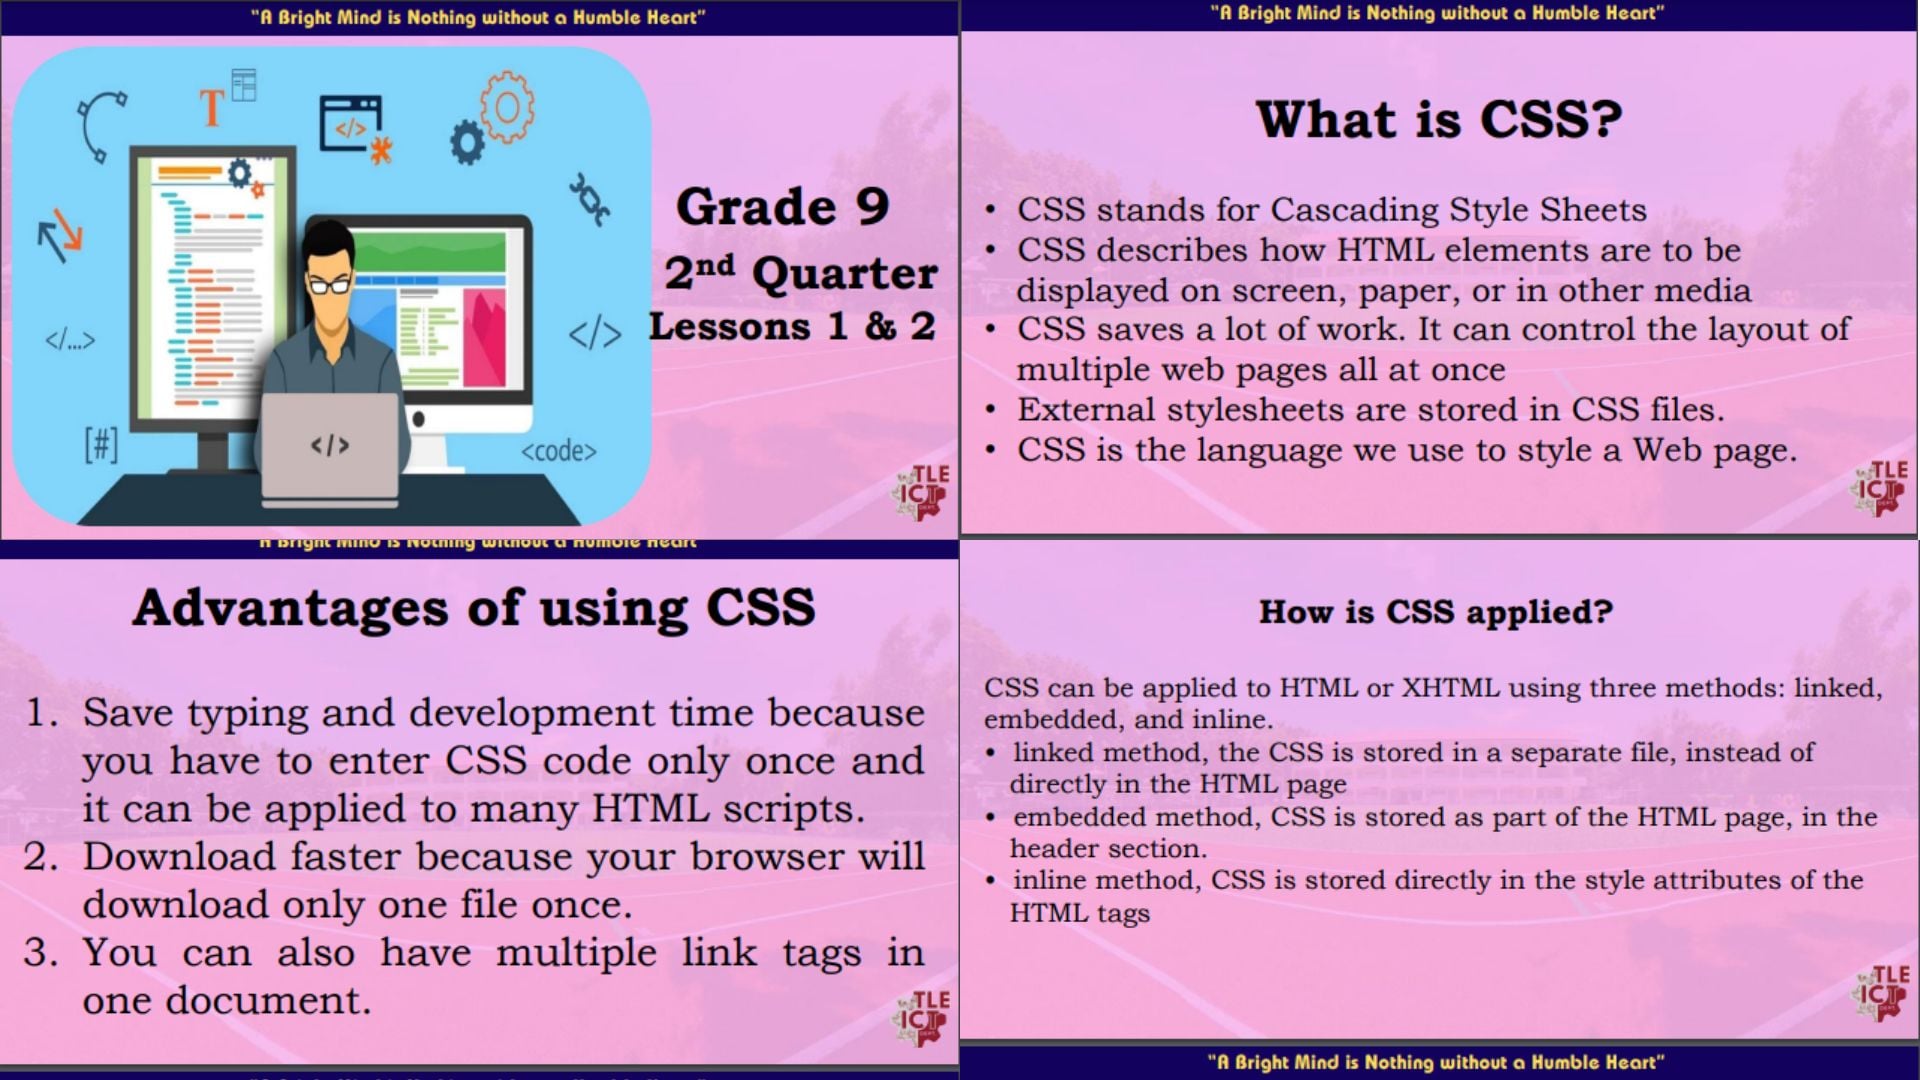 "A Bright Mind is Nothing without a Humble Heart"
T
</>
</...>
</>
[#]
</>
<code>
Grade 9
2nd Quarter
Lessons 1 & 2
TLE
ICT
DEPT.
"A Bright Mind is Nothing without a Humble Heart"
What is CSS?
• CSS stands for Cascading Style Sheets
• CSS describes how HTML elements are to be
displayed on screen, paper, or in other media
• CSS saves a lot of work. It can control the layout of
multiple web pages all at once
• External stylesheets are stored in CSS files.
• CSS is the language we use to style a Web page.
TLE
ICT
DEPT.
"A Bright Mind is Nothing without a Humble Heart"
Advantages of using CSS
1. Save typing and development time because
you have to enter CSS code only once and
it can be applied to many HTML scripts.
2. Download faster because your browser will
download only one file once.
3. You can also have multiple link tags in
one document.
TLE
ICT
DEPT.
How is CSS applied?
CSS can be applied to HTML or XHTML using three methods: linked,
embedded, and inline.
• linked method, the CSS is stored in a separate file, instead of
directly in the HTML page
• embedded method, CSS is stored as part of the HTML page, in the
header section.
• inline method, CSS is stored directly in the style attributes of the
HTML tags
TLE
ICT
DEPT.
"A Bright Mind is Nothing without a Humble Heart"